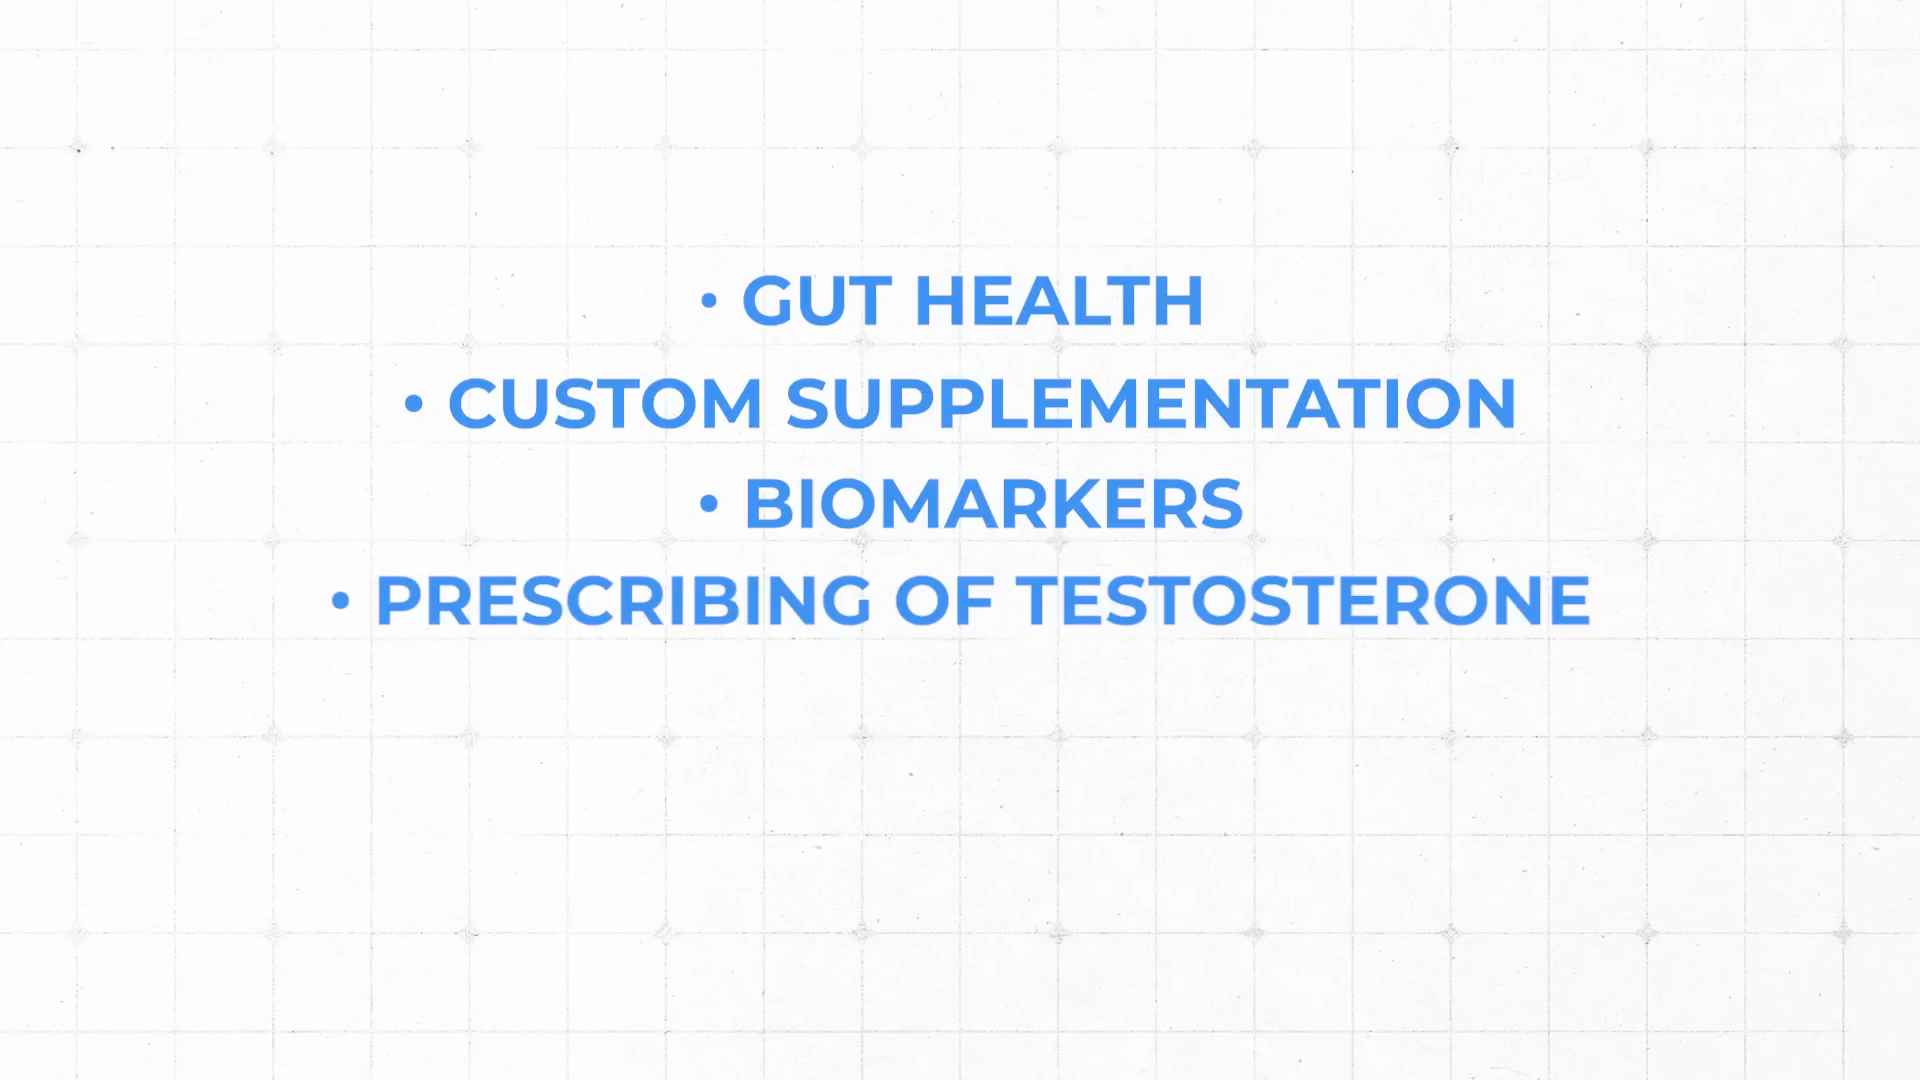 • GUT HEALTH
• CUSTOM SUPPLEMENTATION
• BIOMARKERS
• PRESCRIBING OF TESTOSTERONE